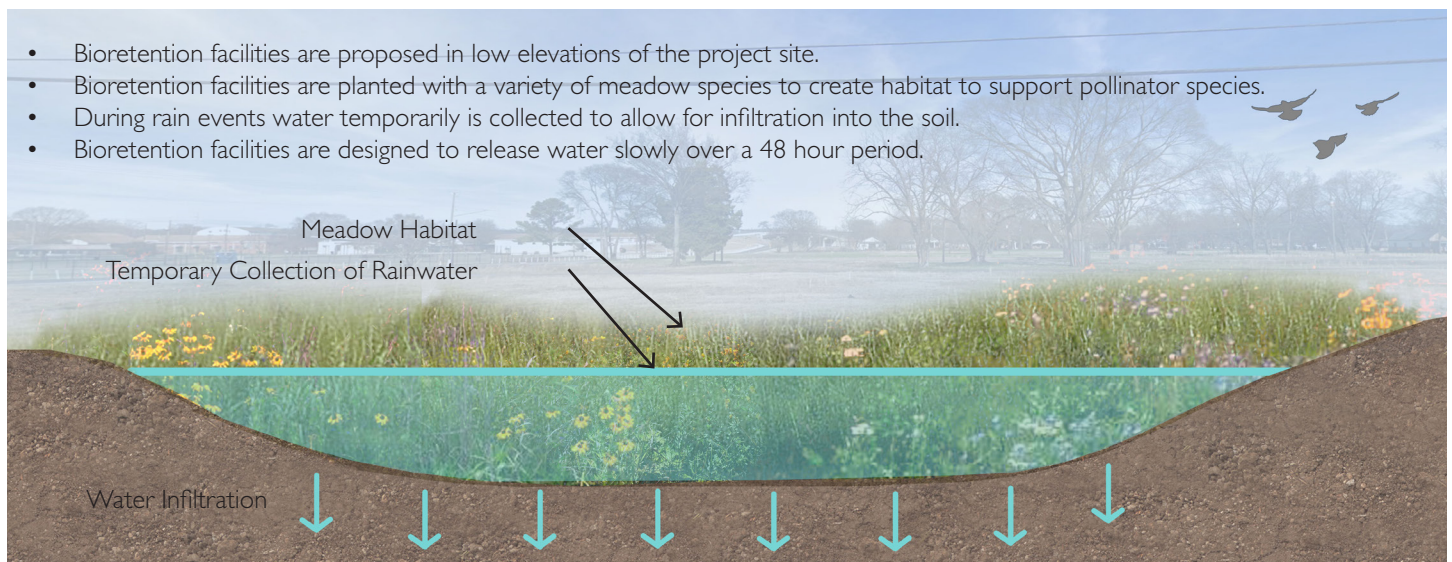 • Bioretention facilities are proposed in low elevations of the project site.
• Bioretention facilities are planted with a variety of meadow species to create habitat to support pollinator species.
• During rain events water temporarily is collected to allow for infiltration into the soil.
• Bioretention facilities are designed to release water slowly over a 48 hour period.
Meadow Habitat
Temporary Collection of Rainwater
Water Infiltration